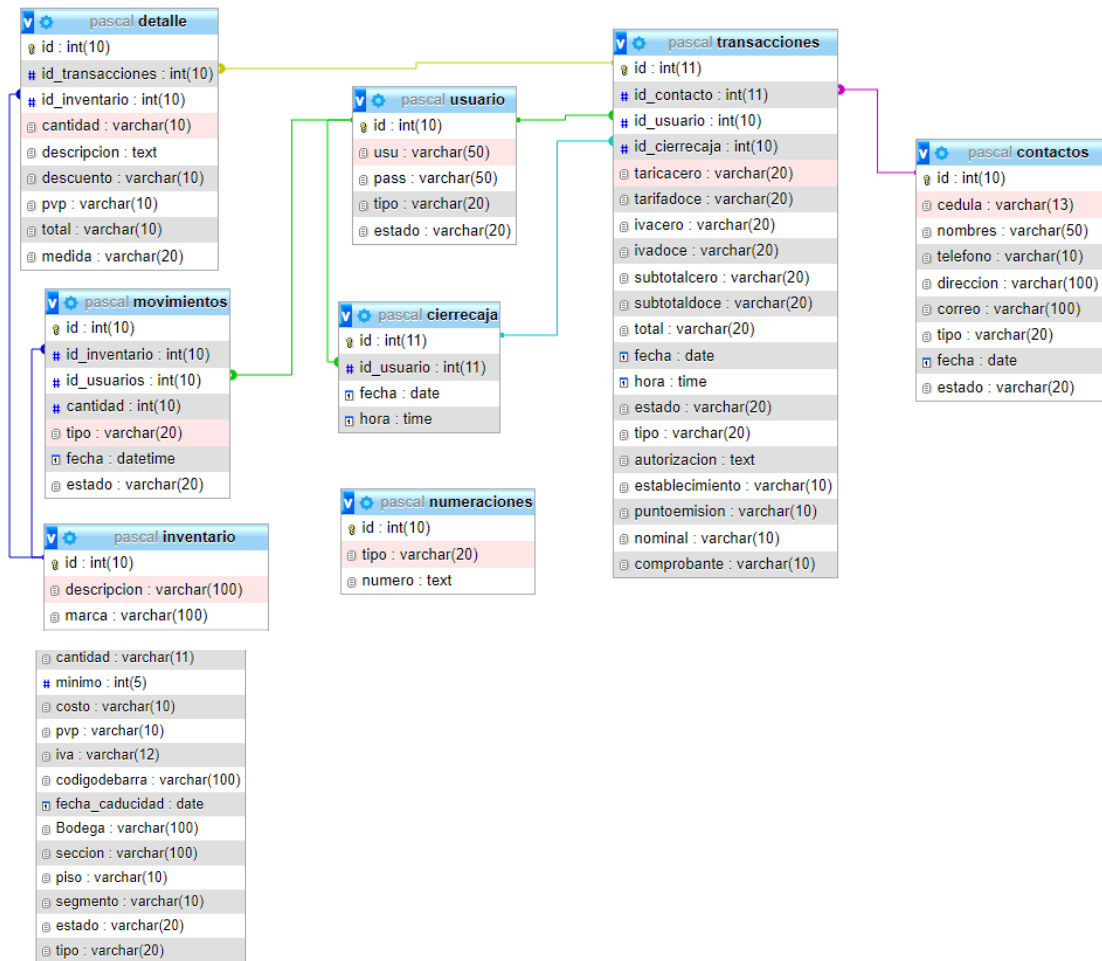 pascal detalle
id : int(10)
id_transacciones : int(10)
id_inventario : int(10)
cantidad : varchar(10)
descripcion : text
descuento : varchar(10)
pvp : varchar(10)
total : varchar(10)
medida : varchar(20)
pascal movimientos
id : int(10)
id_inventario : int(10)
id_usuarios : int(10)
cantidad : int(10)
tipo : varchar(20)
fecha : datetime
estado : varchar(20)
pascal inventario
id : int(10)
descripcion : varchar(100)
marca : varchar(100)
cantidad : varchar(11)
minimo : int(5)
costo : varchar(10)
pvp : varchar(10)
iva : varchar(12)
codigodebarra : varchar(100)
fecha_caducidad : date
Bodega : varchar(100)
seccion : varchar(100)
piso : varchar(10)
segmento : varchar(10)
estado : varchar(20)
tipo : varchar(20)
pascal usuario
id : int(10)
usu : varchar(50)
pass : varchar(50)
tipo : varchar(20)
estado : varchar(20)
pascal cierrecaja
id : int(11)
id_usuario : int(11)
fecha : date
hora : time
pascal numeraciones
id : int(10)
tipo : varchar(20)
numero : text
pascal transacciones
id : int(11)
id_contacto : int(11)
id_usuario : int(10)
id_cierrecaja : int(10)
taricacero : varchar(20)
tarifadoce : varchar(20)
ivacero : varchar(20)
ivadoce : varchar(20)
subtotalcero : varchar(20)
subtotaldoce : varchar(20)
total : varchar(20)
fecha : date
hora : time
estado : varchar(20)
tipo : varchar(20)
autorizacion : text
establecimiento : varchar(10)
puntoemision : varchar(10)
nominal : varchar(10)
comprobante : varchar(10)
pascal contactos
id : int(10)
cedula : varchar(13)
nombres : varchar(50)
telefono : varchar(10)
direccion : varchar(100)
correo : varchar(100)
tipo : varchar(20)
fecha : date
estado : varchar(20)